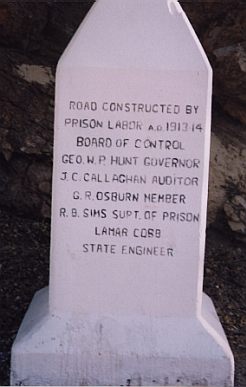 ROAD CONSTRUCTED BY
PRISON LABOR A.D. 1913-14
BOARD OF CONTROL
GEO. W. P. HUNT GOVERNOR
J. C. CALLAGHAN AUDITOR
G. R. OSBURN MEMBER
R. B. SIMS SUPT. OF PRISON
LAMAR COBB
STATE ENGINEER